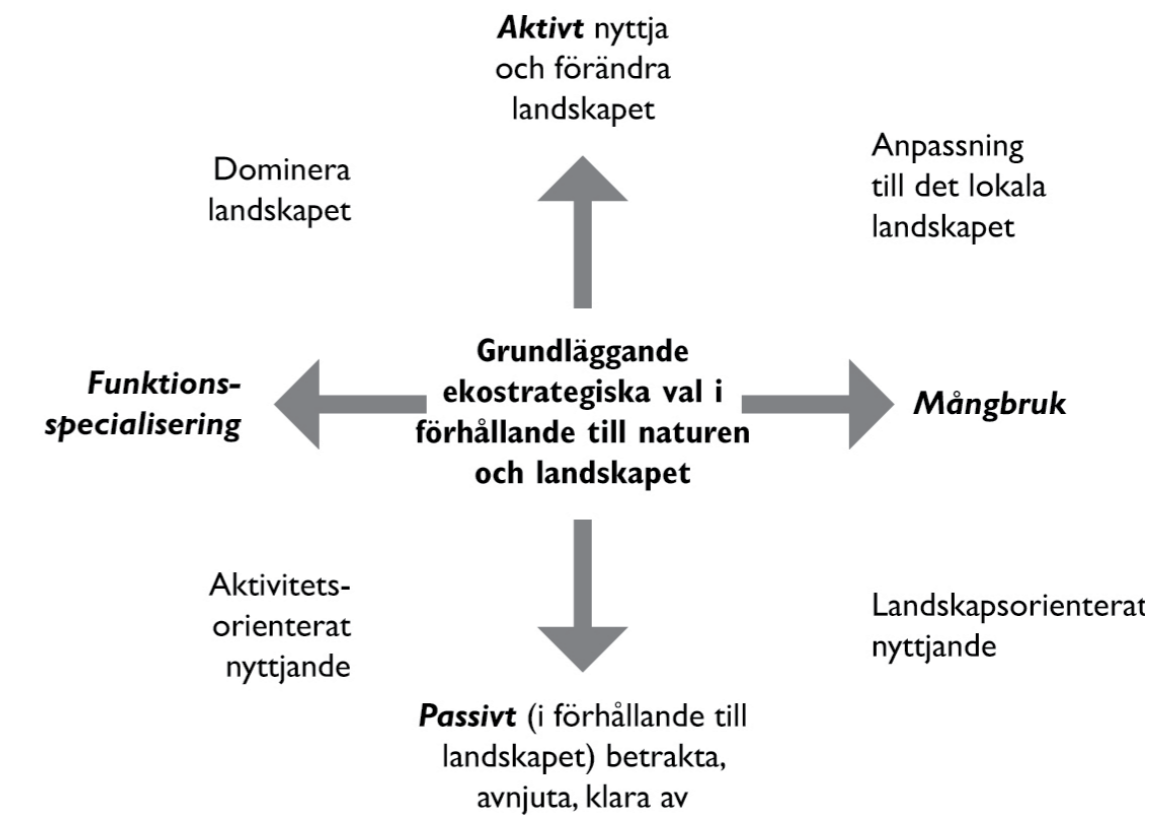 Aktivt nyttja
och förändra
landskapet
Dominera
landskapet
Anpassning
till det lokala
landskapet
Funktions-
specialisering
Grundläggande
ekostrategiska val i
förhållande till naturen
och landskapet
Mångbruk
Aktivitets-
orienterat
nyttjande
Landskapsorienterat
nyttjande
Passivt (i förhållande till
landskapet) betrakta,
avnjuta, klara av